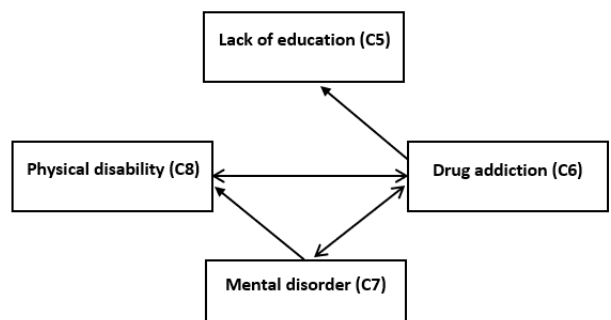 Lack of education (C5)
Physical disability (C8)
Drug addiction (C6)
Mental disorder (C7)